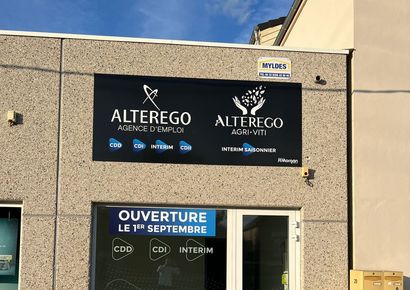 MYLDES
ALTEREGO
AGENCE D'EMPLOI
CDD CDI INTERIM CDII
ALTEREGO
AGRI-VITI
INTERIM SAISONNIER
OUVERTURE
LE 1ER SEPTEMBRE
CDD CDI INTERIM